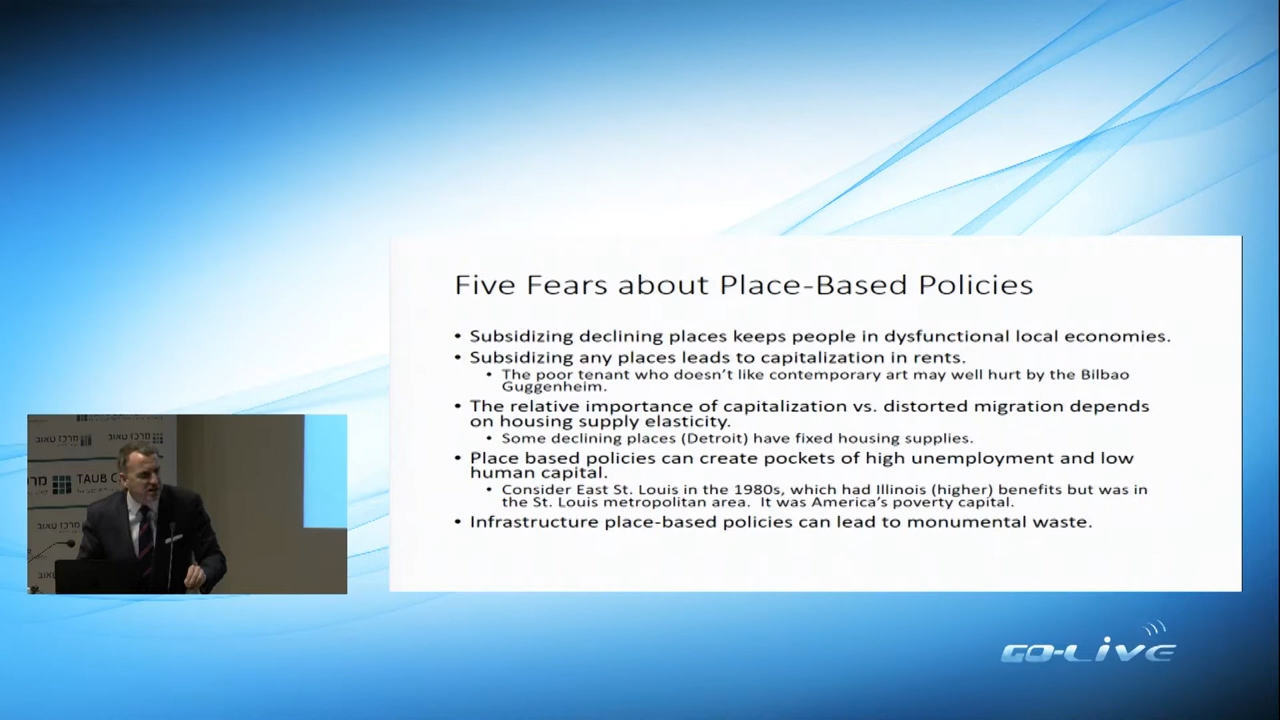 Five Fears about Place-Based Policies
• Subsidizing declining places keeps people in dysfunctional local economies.
• Subsidizing any places leads to capitalization in rents.
• The poor tenant who doesn't like contemporary art may well hurt by the Bilbao
Guggenheim.
• The relative importance of capitalization vs. distorted migration depends
on housing supply elasticity.
• Some declining places (Detroit) have fixed housing supplies.
• Place based policies can create pockets of high unemployment and low
human capital.
• Consider East St. Louis in the 1980s, which had Illinois (higher) benefits but was in
the St. Louis metropolitan area.  It was America's poverty capital.
• Infrastructure place-based policies can lead to monumental waste.
מרכז טאוב
מרכז טאוב
TAUB
GO-LIVE